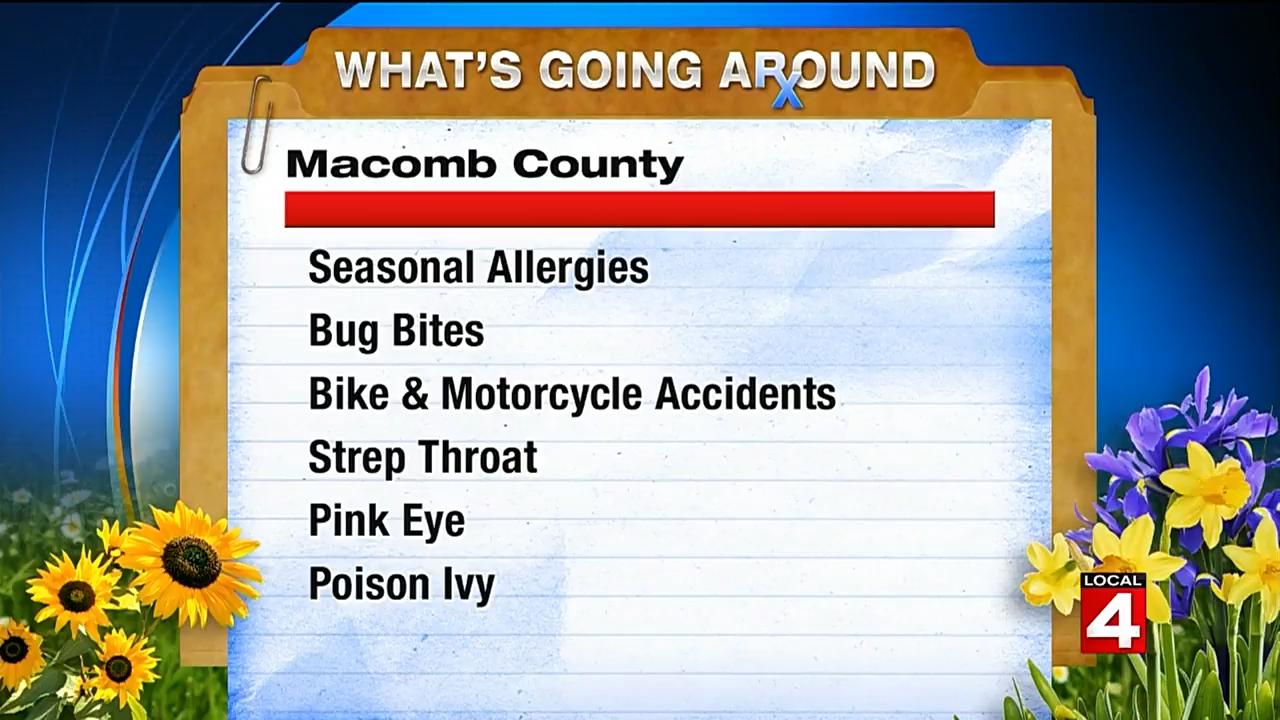 WHAT'S GOING AROUND
Macomb County
Seasonal Allergies
Bug Bites
Bike & Motorcycle Accidents
Strep Throat
Pink Eye
Poison Ivy
LOCAL
4